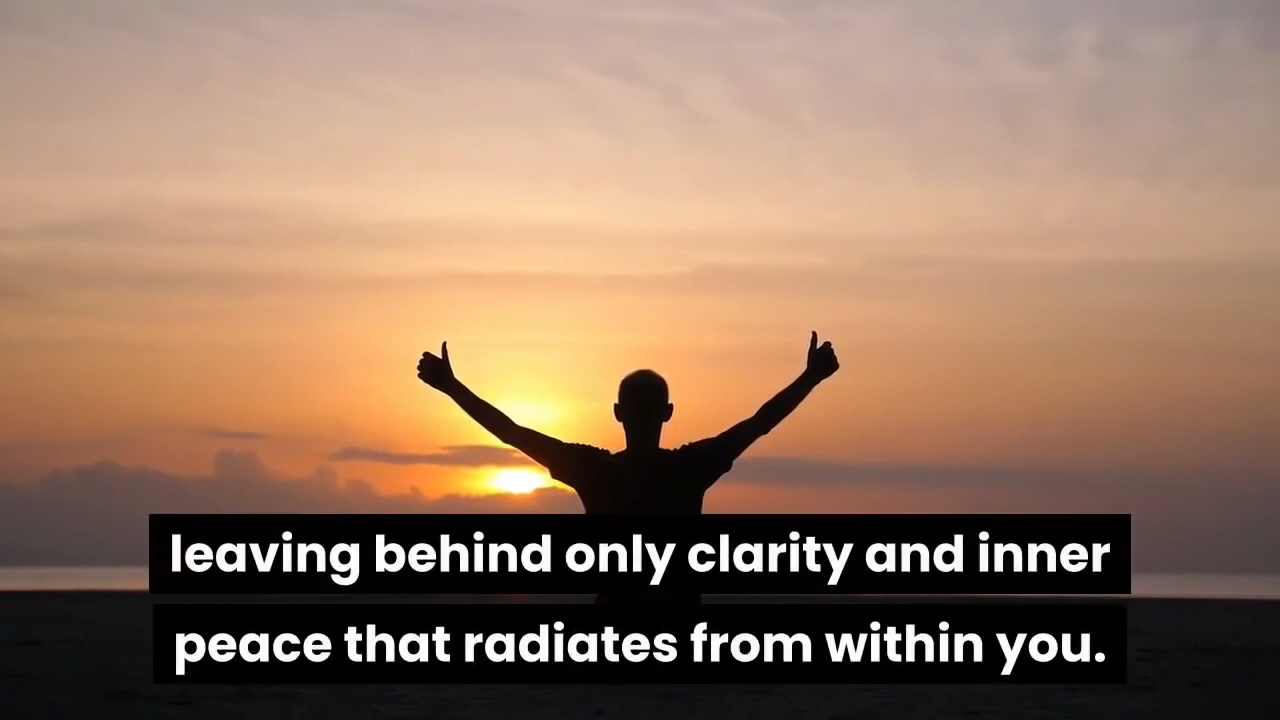 leaving behind only clarity and inner
peace that radiates from within you.